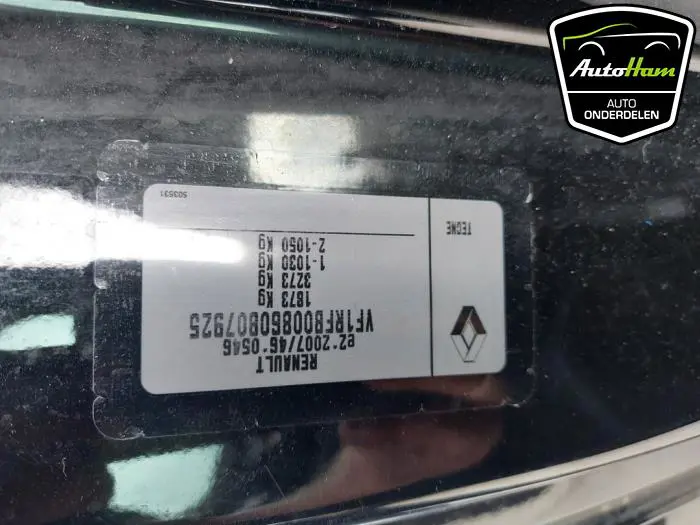 AutoHam
AUTO
ONDERDELEN
RENAULT
e2*2007/46*0546
VF1RFB00860807925
1873 Kg
3273 Kg
1-1030 Kg
2-1050 Kg
TECNE
503531